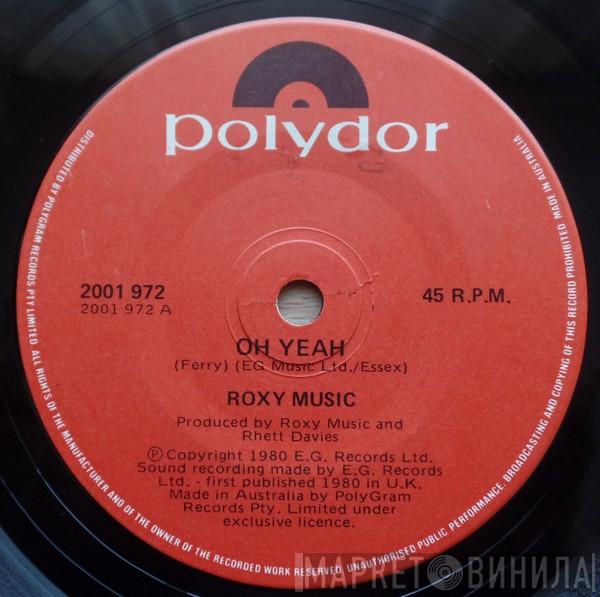 polydor
2001 972
2001 972 A
45 R.P.M.
OH YEAH
(Ferry) (EG Music Ltd./Essex)
ROXY MUSIC
Produced by Roxy Music and
Rhett Davies
Ⓟ Copyright 1980 E.G. Records Ltd.
Sound recording made by E.G. Records
Ltd. - first published 1980 in U.K.
Made in Australia by PolyGram
Records Pty. Limited under
exclusive licence.
DISTRIBUTED BY POLYGRAM RECORDS PTY LIMITED. ALL RIGHTS OF THE MANUFACTURER AND OF THE OWNER OF THE RECORDED WORK RESERVED. UNAUTHORISED PUBLIC PERFORMANCE, BROADCASTING AND COPYING OF THIS RECORD PROHIBITED MADE IN AUSTRALIA
МАРКЕТ ВИНИЛА